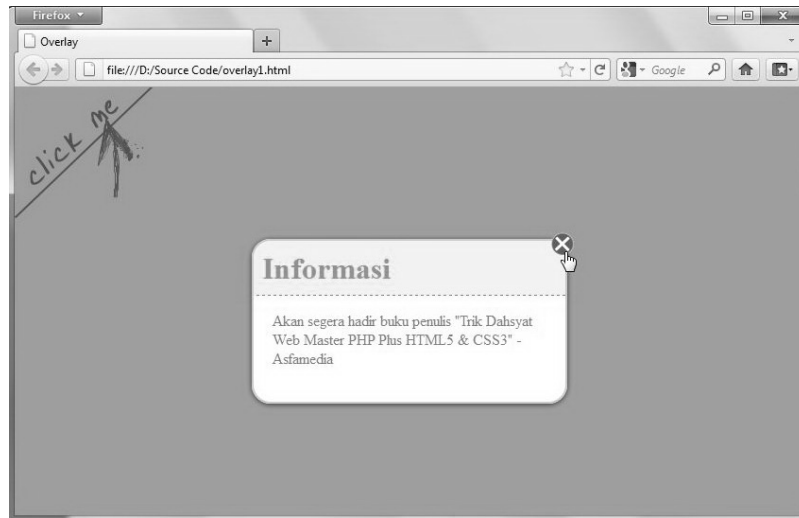 Firefox
Overlay
file:///D:/Source Code/overlay1.html
Google
click me
Informasi
Akan segera hadir buku penulis "Trik Dahsyat
Web Master PHP Plus HTML5 & CSS3" -
Asfamedia